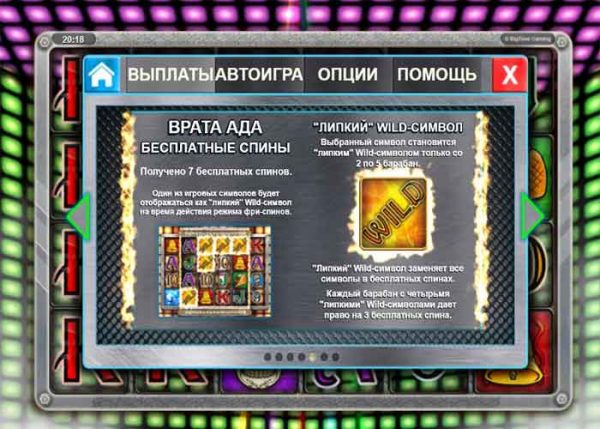 20:18
© BigTime Gaming
ВЫПЛАТЫ АВТОИГРА ОПЦИИ ПОМОЩЬ X
ВРАТА АДА
БЕСПЛАТНЫЕ СПИНЫ
Получено 7 бесплатных спинов.
Один из игровых символов будет
отображаться как "липкий" Wild-символ
на время действия режима фри-спинов.
"ЛИПКИЙ" WILD-СИМВОЛ
Выбранный символ становится
"липким" Wild-символом только со
2 по 5 барабан.
WILD
"Липкий" Wild-символ заменяет все
символы в бесплатных спинах.
Каждый барабан с четырьмя
"липкими" Wild-символами дает
право на 3 бесплатных спина.